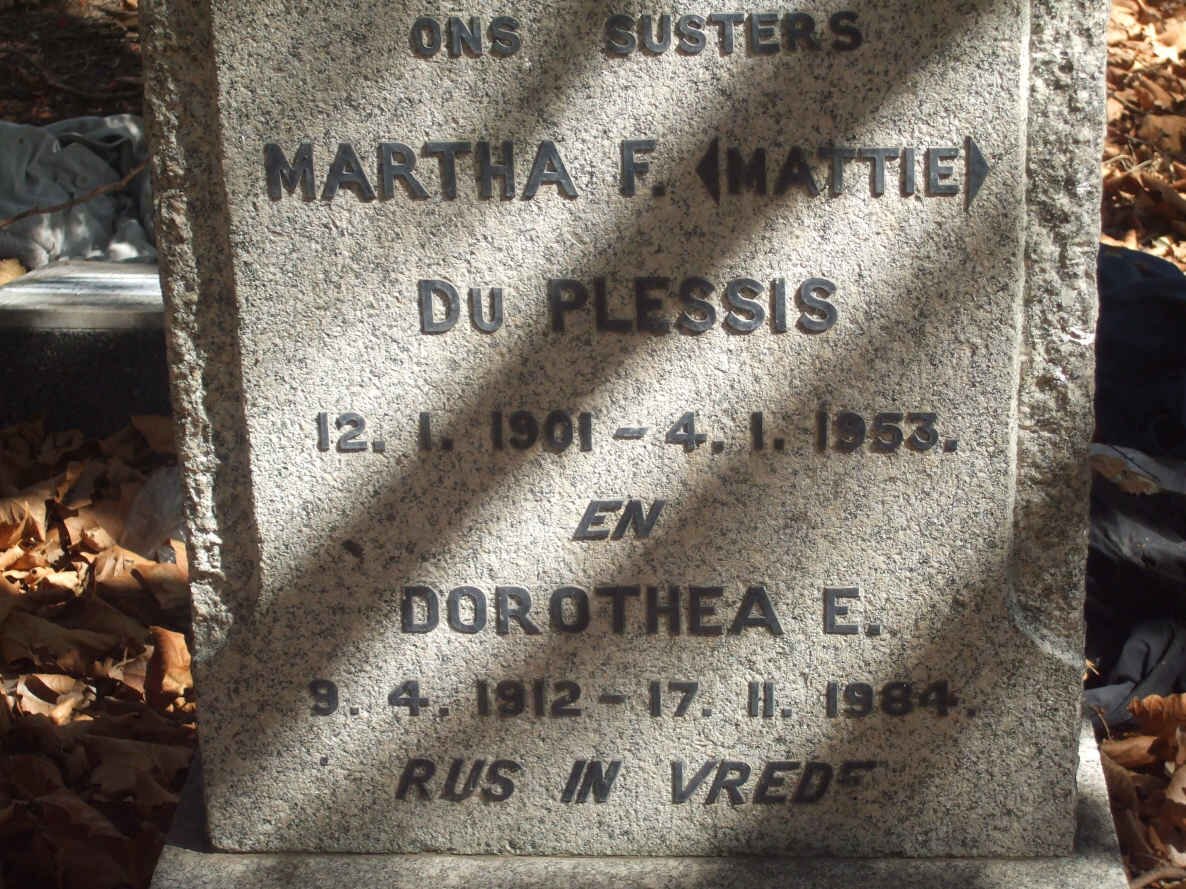 ONS SUSTERS
MARTHA F. (MATTIE)
DU PLESSIS
12. 1. 1901 – 4. 1. 1953.
EN
DOROTHEA E.
9. 4. 1912 – 17. 11. 1984.
RUS IN VREDE